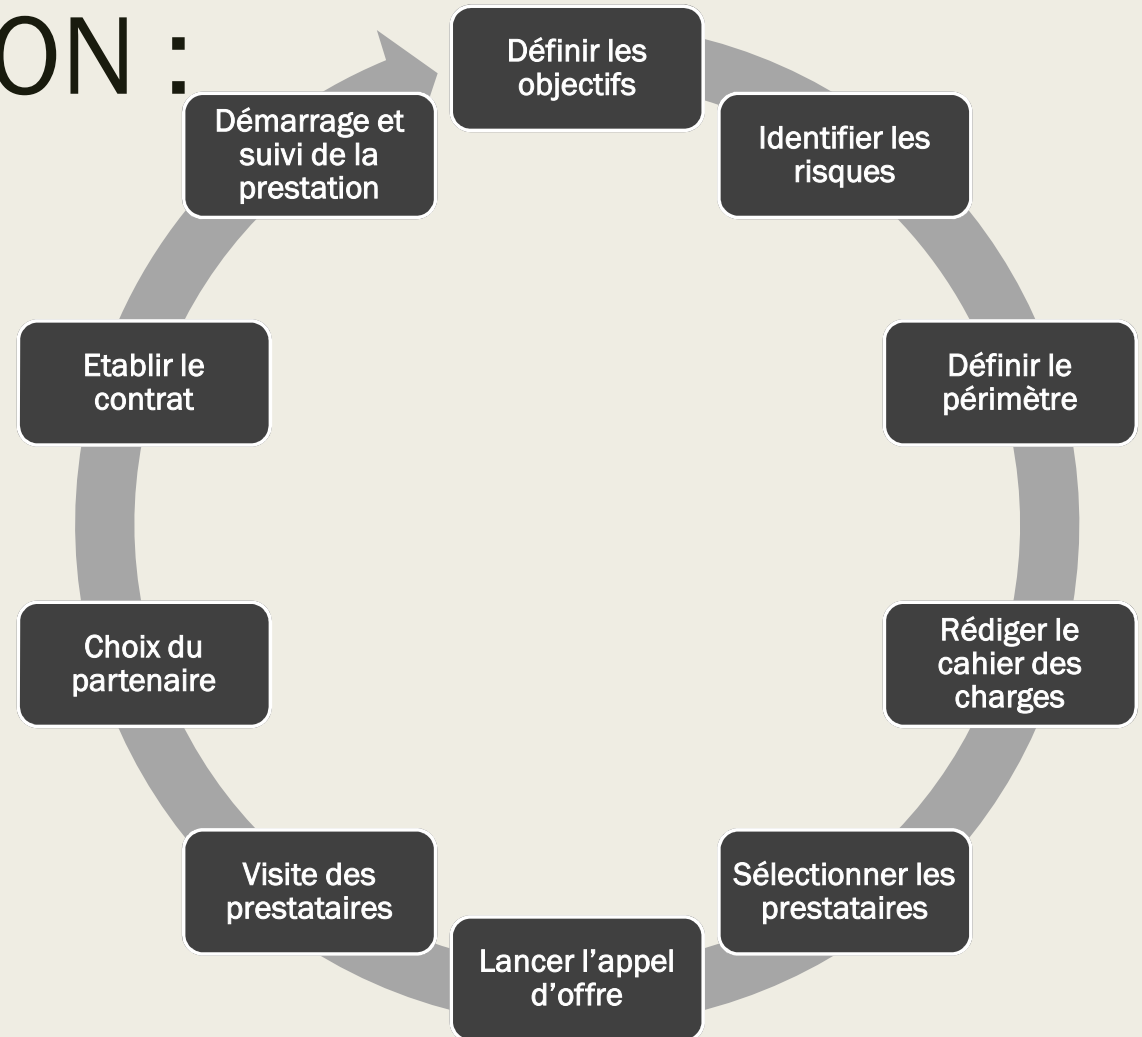 ON :
Définir les
objectifs
Identifier les
risques
Définir le
périmètre
Rédiger le
cahier des
charges
Sélectionner les
prestataires
Lancer l’appel
d’offre
Visite des
prestataires
Choix du
partenaire
Etablir le
contrat
Démarrage et
suivi de la
prestation